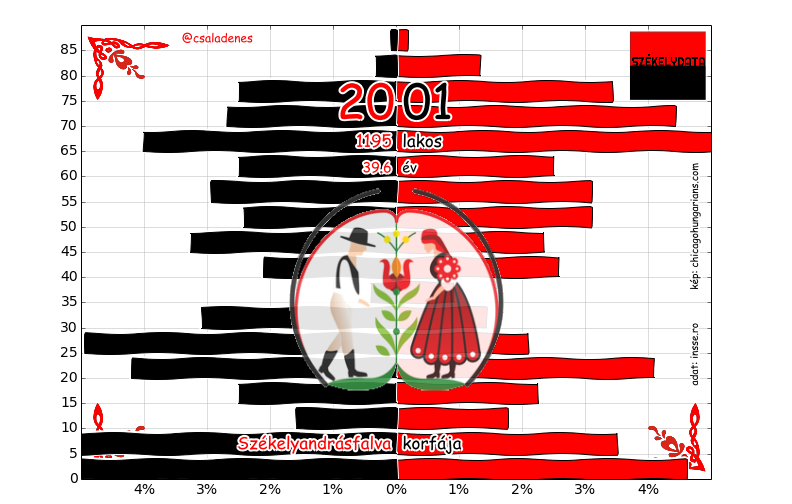 @csaladenes
SZÉKELYDATA
2001
1195 lakos
39.6 év
kép: chicagohungarians.com
adat: insse.ro
Székelyandrásfalva korfája
85
80
75
70
65
60
55
50
45
40
35
30
25
20
15
10
5
0
4% 3% 2% 1% 0% 1% 2% 3% 4%